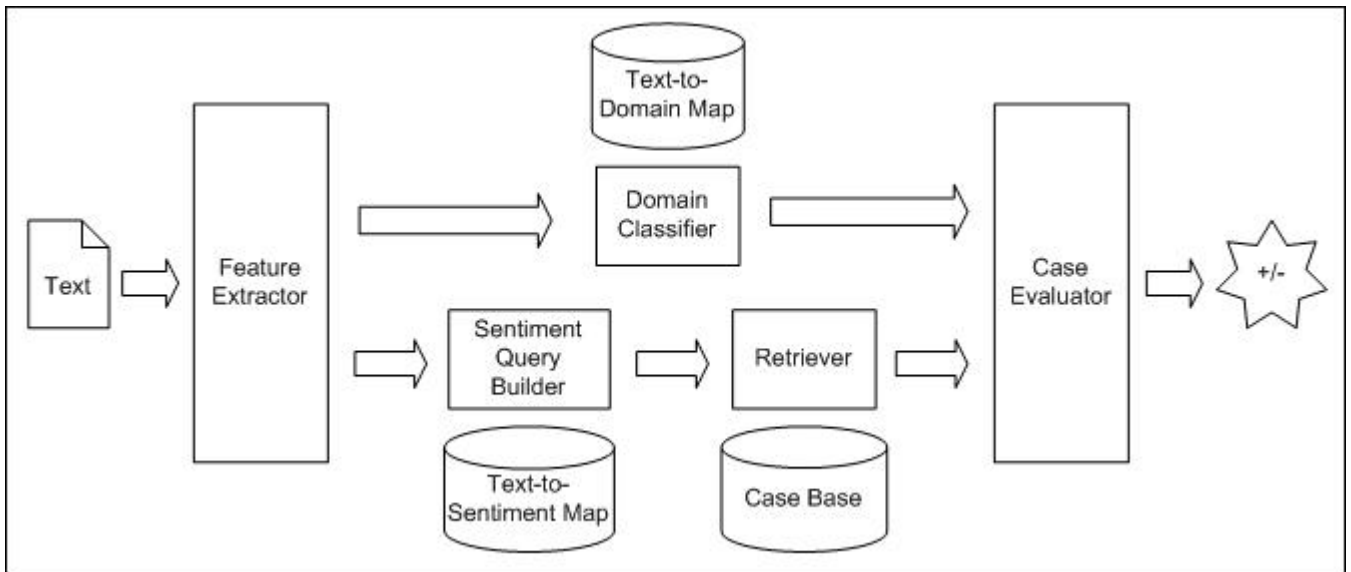 Text-to-
Domain Map
Domain
Classifier
Text
Feature
Extractor
Case
Evaluator
+/-
Sentiment
Query
Builder
Retriever
Text-to-
Sentiment Map
Case Base